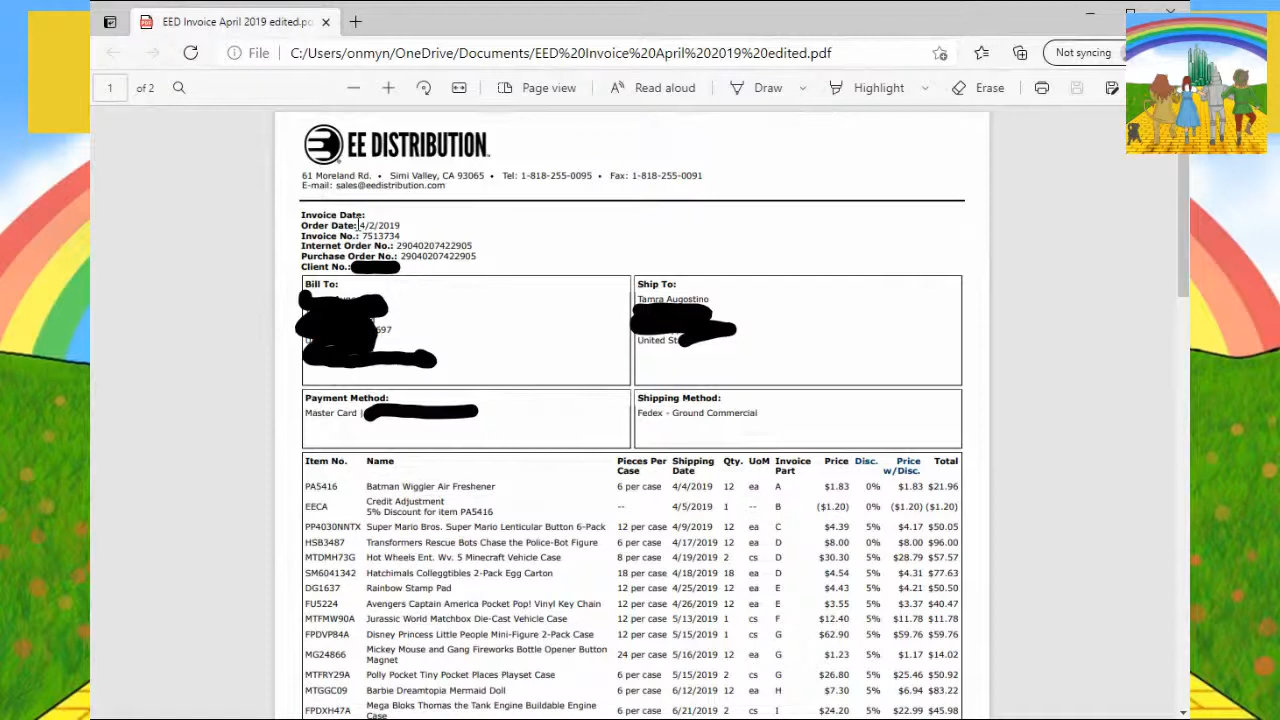 EED Invoice April 2019 edited.pd
File C:/Users/onmyn/OneDrive/Documents/EED%20Invoice%20April%202019%20edited.pdf Not syncing
1 of 2 Page view Read aloud Draw Highlight Erase
EE DISTRIBUTION
61 Moreland Rd. • Simi Valley, CA 93065 • Tel: 1-818-255-0095 • Fax: 1-818-255-0091
E-mail: sales@eedistribution.com
Invoice Date:
Order Date: 4/2/2019
Invoice No.: 7513734
Internet Order No.: 29040207422905
Purchase Order No.: 29040207422905
Client No.:
Bill To:
697
Ship To:
Tamra Augostino
United St
Payment Method:
Master Card |
Shipping Method:
Fedex - Ground Commercial
Item No. Name Pieces Per Case Shipping Date Qty. UoM Invoice Part Price Disc. Price w/Disc. Total
PA5416 Batman Wiggler Air Freshener 6 per case 4/4/2019 12 ea A $1.83 0% $1.83 $21.96
EECA Credit Adjustment
5% Discount for item PA5416 -- 4/5/2019 1 -- B ($1.20) 0% ($1.20) ($1.20)
PP4030NNTX Super Mario Bros. Super Mario Lenticular Button 6-Pack 12 per case 4/9/2019 12 ea C $4.39 5% $4.17 $50.05
HSB3487 Transformers Rescue Bots Chase the Police-Bot Figure 6 per case 4/17/2019 12 ea D $8.00 0% $8.00 $96.00
MTDMH73G Hot Wheels Ent. Wv. 5 Minecraft Vehicle Case 8 per case 4/19/2019 2 cs D $30.30 5% $28.79 $57.57
SM6041342 Hatchimals Colleggtibles 2-Pack Egg Carton 18 per case 4/18/2019 18 ea D $4.54 5% $4.31 $77.63
DG1637 Rainbow Stamp Pad 12 per case 4/25/2019 12 ea E $4.43 5% $4.21 $50.50
FU5224 Avengers Captain America Pocket Pop! Vinyl Key Chain 12 per case 4/26/2019 12 ea E $3.55 5% $3.37 $40.47
MTFMW90A Jurassic World Matchbox Die-Cast Vehicle Case 12 per case 5/13/2019 1 cs F $12.40 5% $11.78 $11.78
FPDVP84A Disney Princess Little People Mini-Figure 2-Pack Case 12 per case 5/15/2019 1 cs G $62.90 5% $59.76 $59.76
MG24866 Mickey Mouse and Gang Fireworks Bottle Opener Button
Magnet 24 per case 5/16/2019 12 ea G $1.23 5% $1.17 $14.02
MTFRY29A Polly Pocket Tiny Pocket Places Playset Case 6 per case 5/15/2019 2 cs G $26.80 5% $25.46 $50.92
MTGGC09 Barbie Dreamtopia Mermaid Doll 6 per case 6/12/2019 12 ea H $7.30 5% $6.94 $83.22
FPDXH47A Mega Bloks Thomas the Tank Engine Buildable Engine
Case 6 per case 6/21/2019 2 cs I $24.20 5% $22.99 $45.98